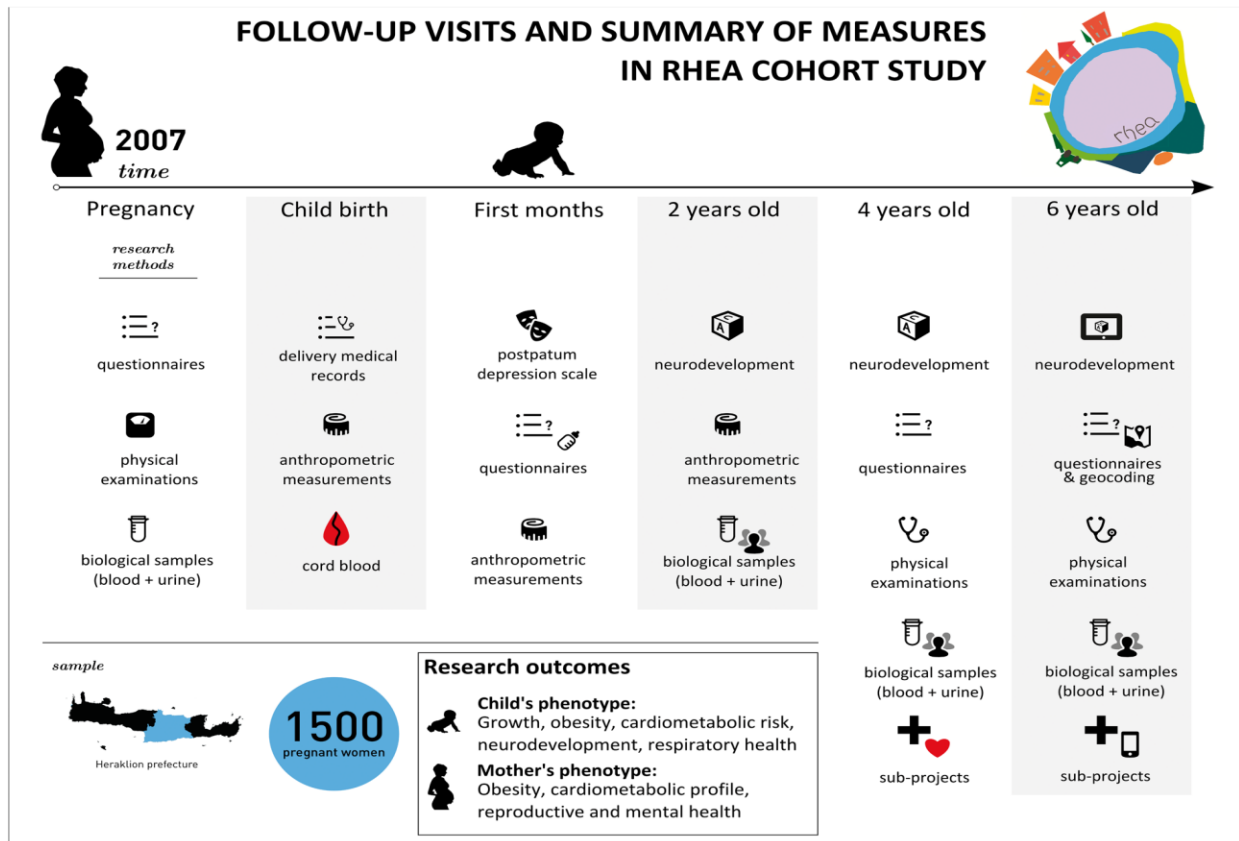 FOLLOW-UP VISITS AND SUMMARY OF MEASURES
IN RHEA COHORT STUDY
rhea
2007
time
Pregnancy
Child birth
First months
2 years old
4 years old
6 years old
research
methods
?
questionnaires
delivery medical
records
postpatum
depression scale
A C
neurodevelopment
A C
neurodevelopment
neurodevelopment
physical
examinations
anthropometric
measurements
?
questionnaires
anthropometric
measurements
?
questionnaires
?
questionnaires
& geocoding
biological samples
(blood + urine)
cord blood
anthropometric
measurements
biological samples
(blood + urine)
physical
examinations
physical
examinations
biological samples
(blood + urine)
biological samples
(blood + urine)
sub-projects
sub-projects
sample
Heraklion prefecture
1500
pregnant women
Research outcomes
Child's phenotype:
Growth, obesity, cardiometabolic risk,
neurodevelopment, respiratory health
Mother's phenotype:
Obesity, cardiometabolic profile,
reproductive and mental health